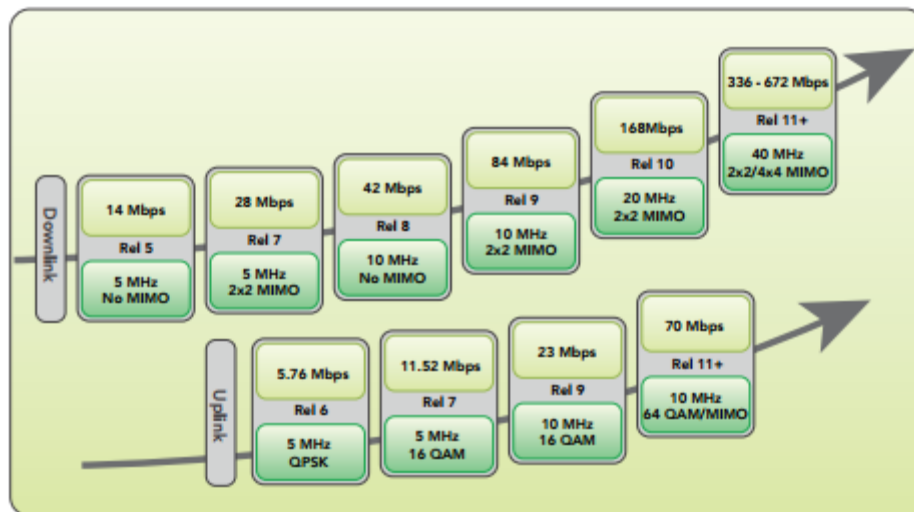 Downlink
14 Mbps
Rel 5
5 MHz
No MIMO
28 Mbps
Rel 7
5 MHz
2x2 MIMO
42 Mbps
Rel 8
10 MHz
No MIMO
84 Mbps
Rel 9
10 MHz
2x2 MIMO
168Mbps
Rel 10
20 MHz
2x2 MIMO
336 - 672 Mbps
Rel 11+
40 MHz
2x2/4x4 MIMO
Uplink
5.76 Mbps
Rel 6
5 MHz
QPSK
11.52 Mbps
Rel 7
5 MHz
16 QAM
23 Mbps
Rel 9
10 MHz
16 QAM
70 Mbps
Rel 11+
10 MHz
64 QAM/MIMO